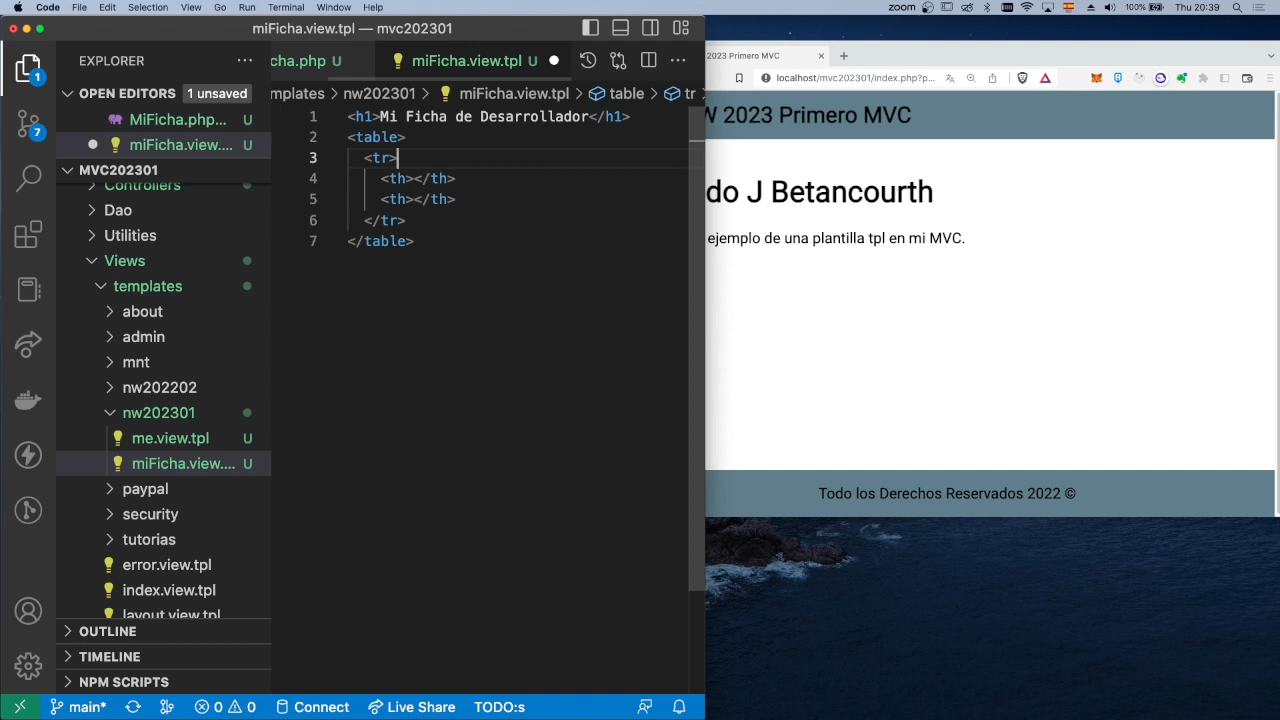 Code File Edit Selection View Go Run Terminal Window Help
zoom 100% Thu 20:39
miFicha.view.tpl — mvc202301
EXPLORER
OPEN EDITORS 1 unsaved
MiFicha.php... U
miFicha.view.... U
MVC202301
Controllers
Dao
Utilities
Views
templates
about
admin
mnt
nw202202
nw202301
me.view.tpl U
miFicha.view.... U
paypal
security
tutorias
error.view.tpl
index.view.tpl
layout.view.tpl
OUTLINE
TIMELINE
NPM SCRIPTS
cha.php U miFicha.view.tpl U
mplates > nw202301 > miFicha.view.tpl > table > tr >
1 <h1>Mi Ficha de Desarrollador</h1>
2 <table>
3 <tr>
4 <th></th>
5 <th></th>
6 </tr>
7 </table>
main* 0 0 Connect Live Share TODO:s
1
7
2023 Primero MVC
localhost/mvc202301/index.php?p...
W 2023 Primero MVC
do J Betancourth
ejemplo de una plantilla tpl en mi MVC.
Todo los Derechos Reservados 2022 ©